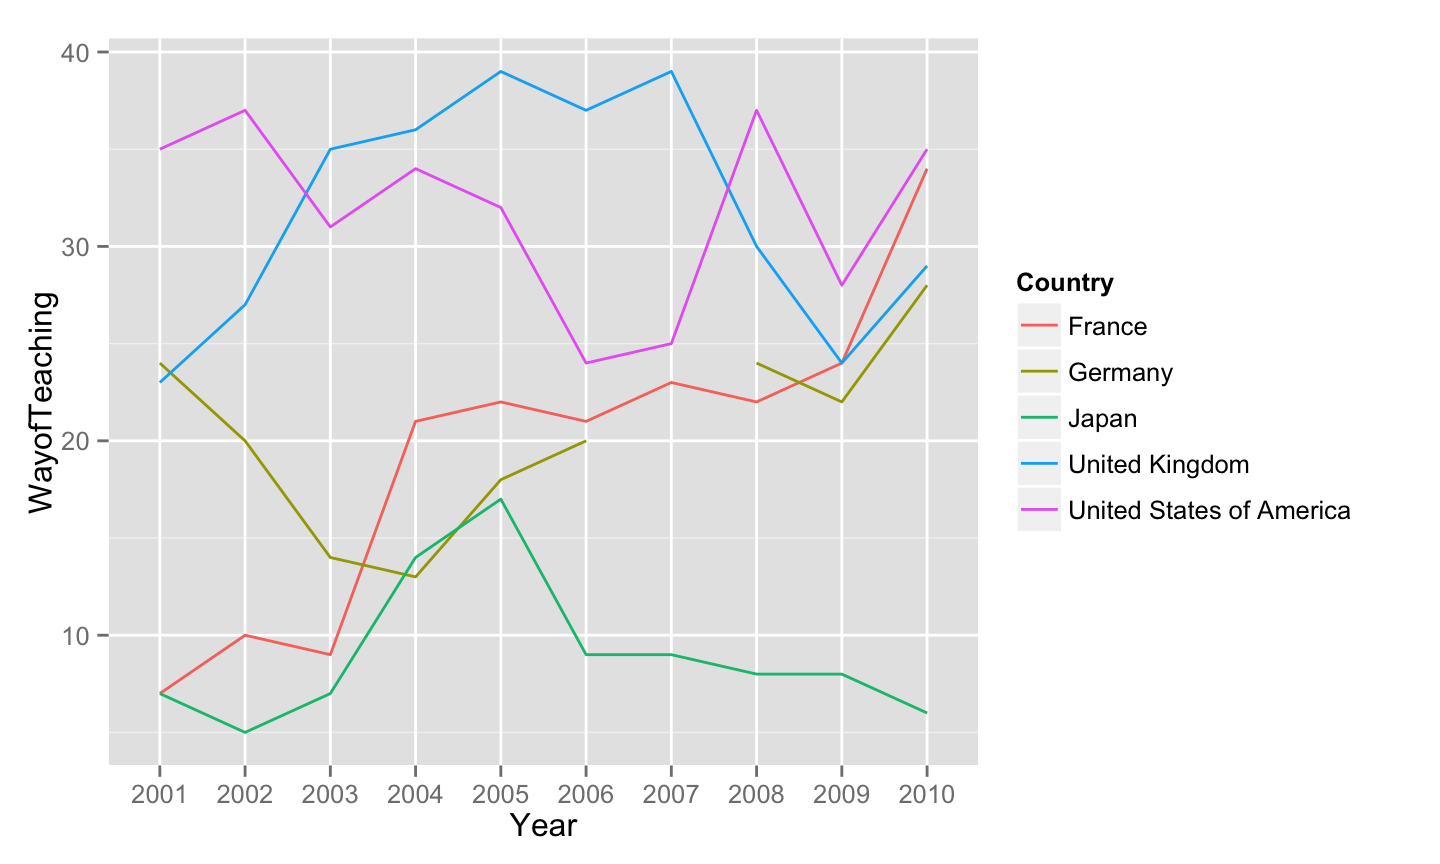 40
30
20
10
WayofTeaching
2001 2002 2003 2004 2005 2006 2007 2008 2009 2010
Year
Country
France
Germany
Japan
United Kingdom
United States of America